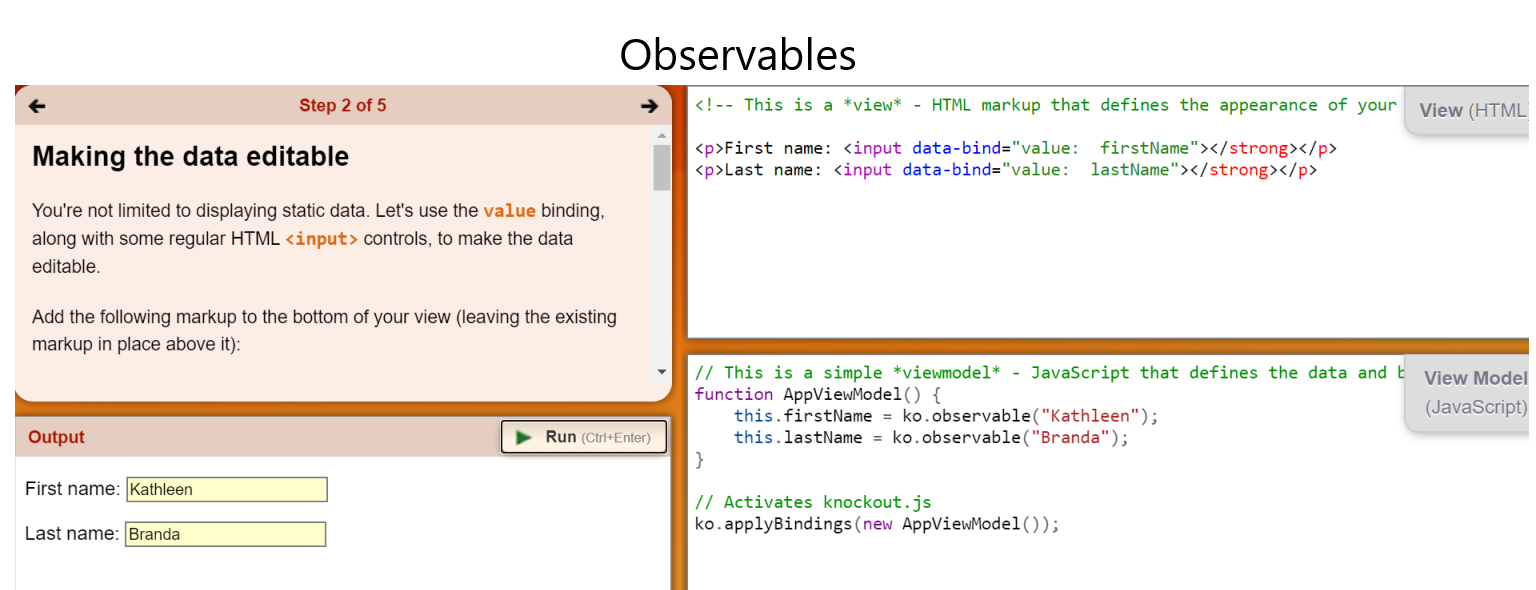 Observables
Step 2 of 5
Making the data editable
You're not limited to displaying static data. Let's use the value binding,
along with some regular HTML <input> controls, to make the data
editable.
Add the following markup to the bottom of your view (leaving the existing
markup in place above it):
Output
Run (Ctrl+Enter)
First name: Kathleen
Last name: Branda
<!-- This is a *view* - HTML markup that defines the appearance of your
View (HTML)
<p>First name: <input data-bind="value:  firstName"></strong></p>
<p>Last name: <input data-bind="value:  lastName"></strong></p>
// This is a simple *viewmodel* - JavaScript that defines the data and b
View Model
(JavaScript)
function AppViewModel() {
    this.firstName = ko.observable("Kathleen");
    this.lastName = ko.observable("Branda");
}
// Activates knockout.js
ko.applyBindings(new AppViewModel());